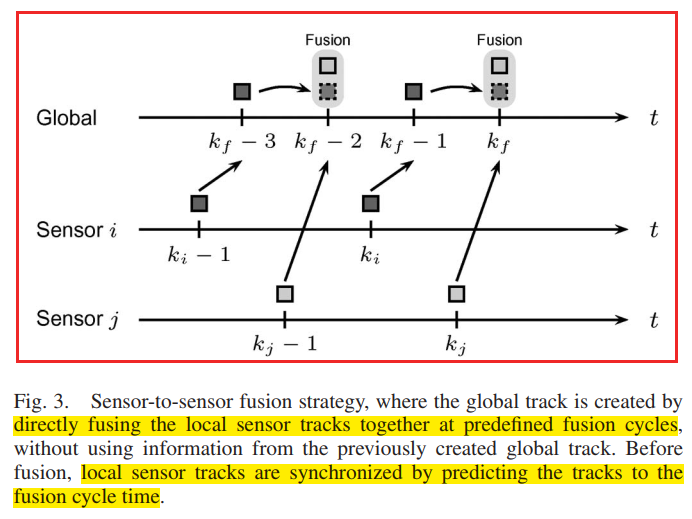 Fusion Fusion
Global t
k_f − 3 k_f − 2 k_f − 1 k_f
Sensor i t
k_i − 1 k_i
Sensor j t
k_j − 1 k_j
Fig. 3. Sensor-to-sensor fusion strategy, where the global track is created by
directly fusing the local sensor tracks together at predefined fusion cycles,
without using information from the previously created global track. Before
fusion, local sensor tracks are synchronized by predicting the tracks to the
fusion cycle time.